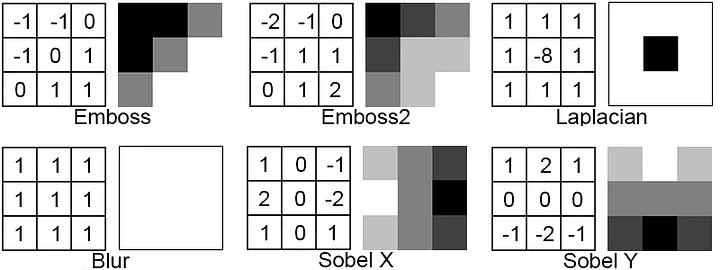 -1 -1 0
-1 0 1
0 1 1
Emboss
-2 -1 0
-1 1 1
0 1 2
Emboss2
1 1 1
1 -8 1
1 1 1
Laplacian
1 1 1
1 1 1
1 1 1
Blur
1 0 -1
2 0 -2
1 0 1
Sobel X
1 2 1
0 0 0
-1 -2 -1
Sobel Y